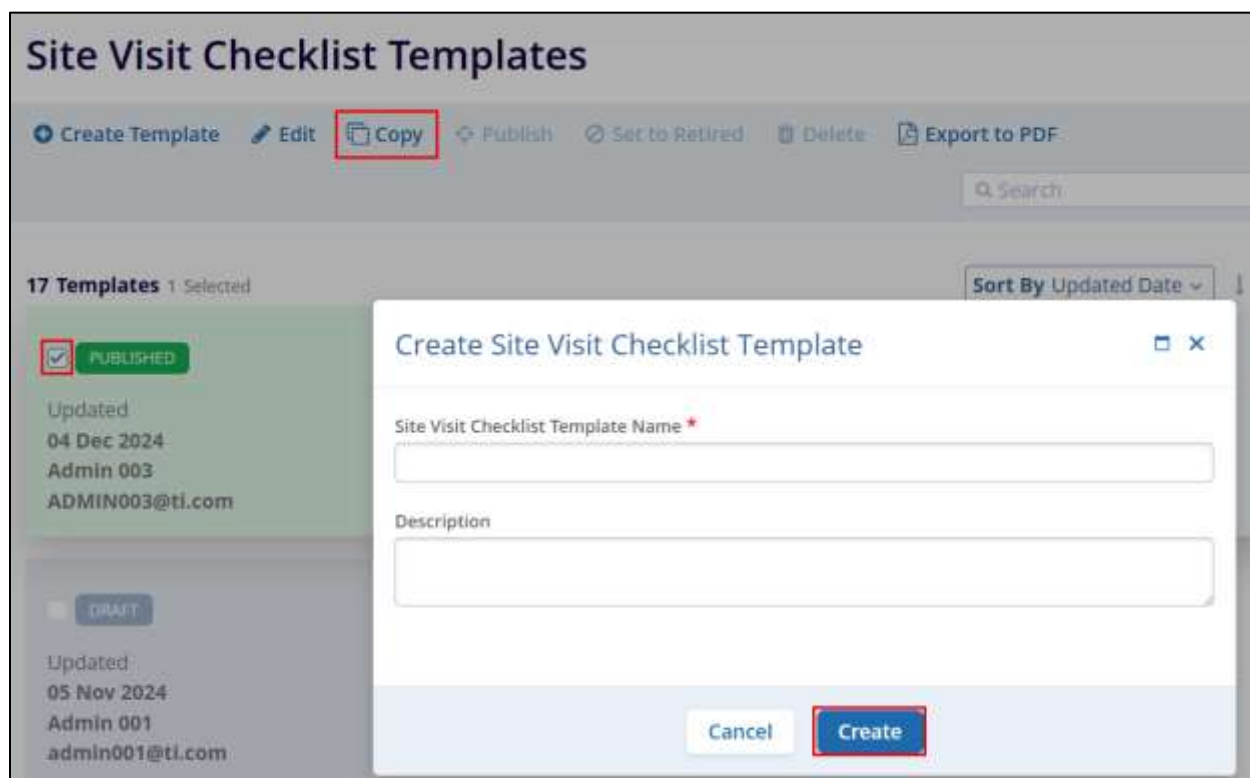 Site Visit Checklist Templates
Create Template Edit Copy Publish Set to Retired Delete Export to PDF
Search
17 Templates 1 Selected
Sort By Updated Date
PUBLISHED
Updated
04 Dec 2024
Admin 003
ADMIN003@ti.com
DRAFT
Updated
05 Nov 2024
Admin 001
admin001@ti.com
Create Site Visit Checklist Template
Site Visit Checklist Template Name *
Description
Cancel Create